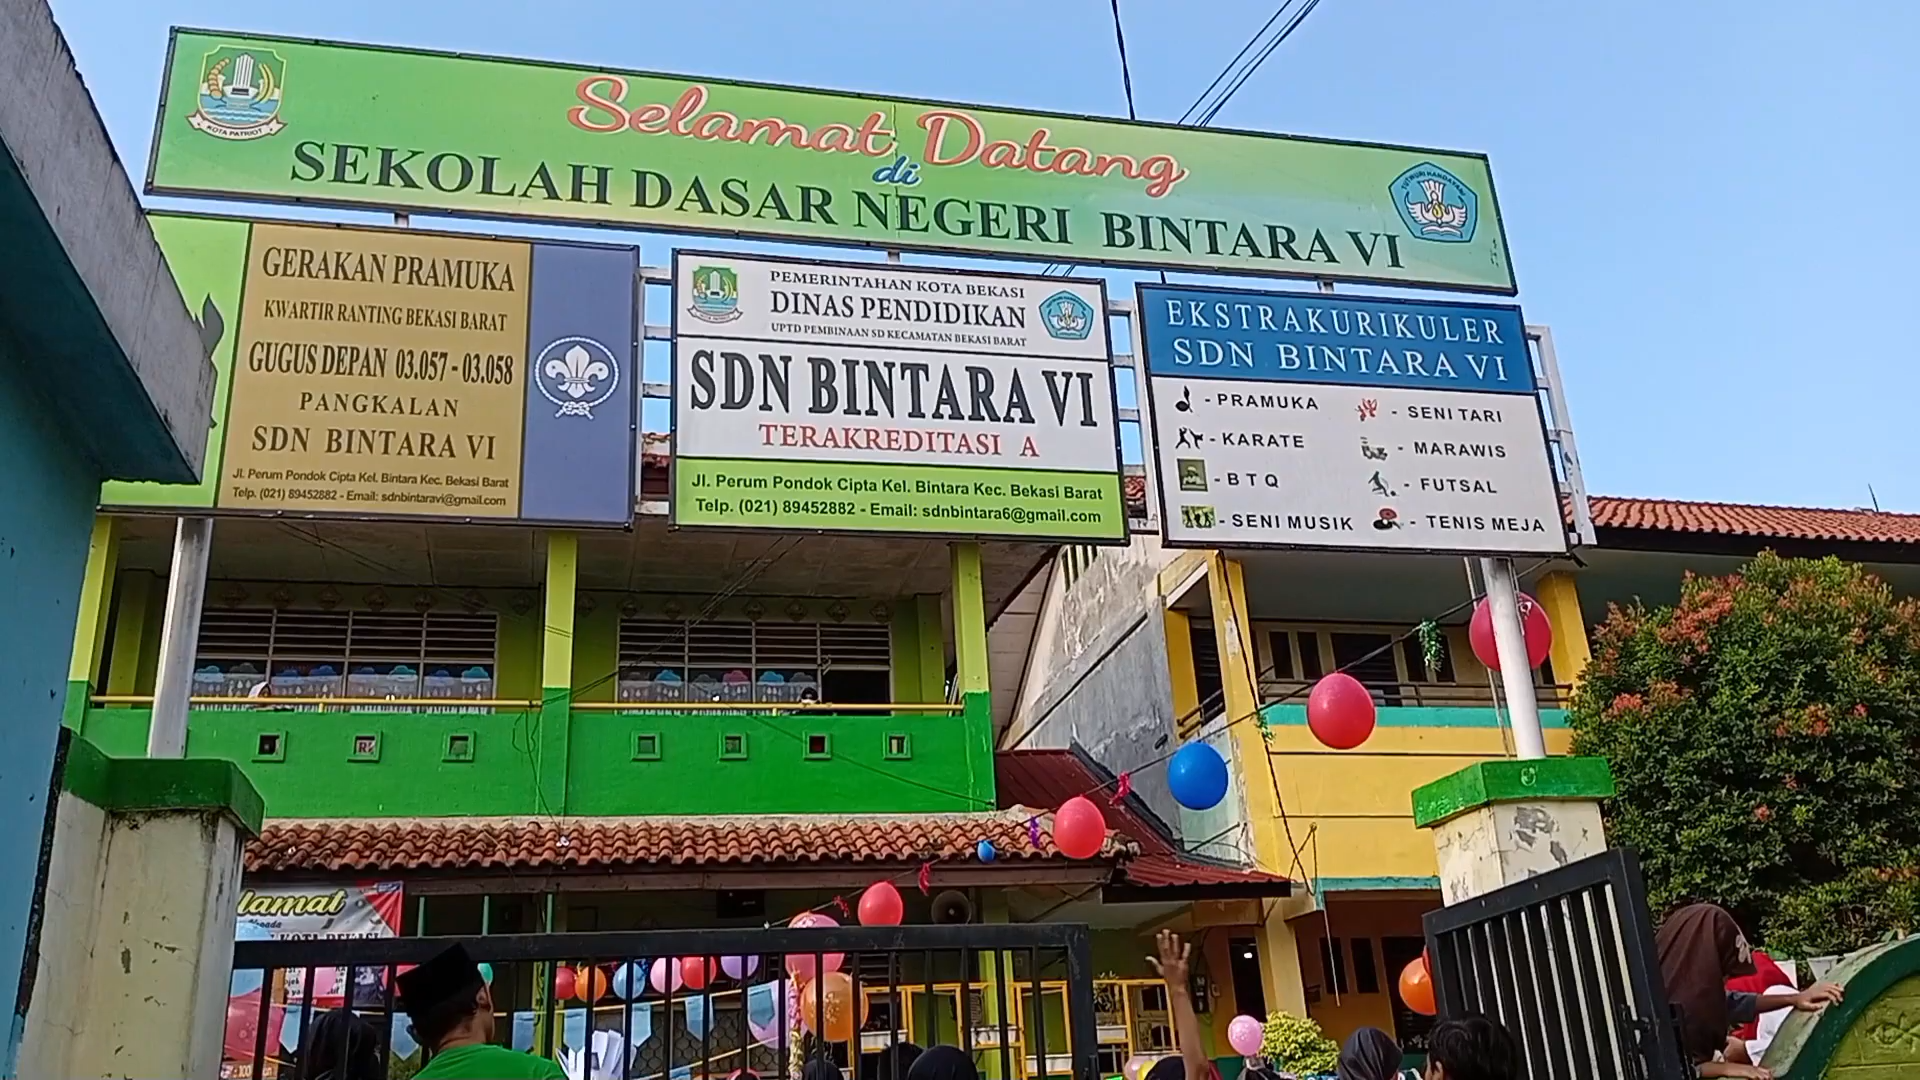 Selamat Datang
di
SEKOLAH DASAR NEGERI BINTARA VI
KOTA PATRIOT
TUT WURI HANDAYANI
GERAKAN PRAMUKA
KWARTIR RANTING BEKASI BARAT
GUGUS DEPAN 03.057 - 03.058
PANGKALAN
SDN BINTARA VI
Jl. Perum Pondok Cipta Kel. Bintara Kec. Bekasi Barat
Telp. (021) 89452882 - Email: sdnbintaravi@gmail.com
PEMERINTAHAN KOTA BEKASI
DINAS PENDIDIKAN
UPTD PEMBINAAN SD KECAMATAN BEKASI BARAT
SDN BINTARA VI
TERAKREDITASI A
Jl. Perum Pondok Cipta Kel. Bintara Kec. Bekasi Barat
Telp. (021) 89452882 - Email: sdnbintara6@gmail.com
EKSTRAKURIKULER
SDN BINTARA VI
- PRAMUKA
- KARATE
- B T Q
- SENI MUSIK
- SENI TARI
- MARAWIS
- FUTSAL
- TENIS MEJA
lamat
KOTA BEKASI